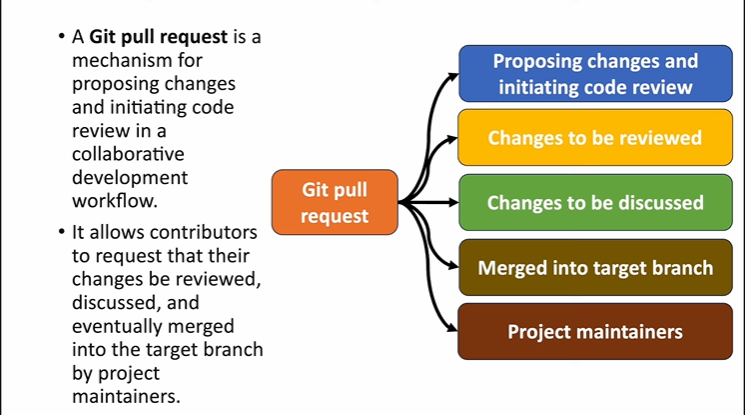 • A Git pull request is a
mechanism for
proposing changes
and initiating code
review in a
collaborative
development
workflow.
• It allows contributors
to request that their
changes be reviewed,
discussed, and
eventually merged
into the target branch
by project
maintainers.
Git pull
request
Proposing changes and
initiating code review
Changes to be reviewed
Changes to be discussed
Merged into target branch
Project maintainers